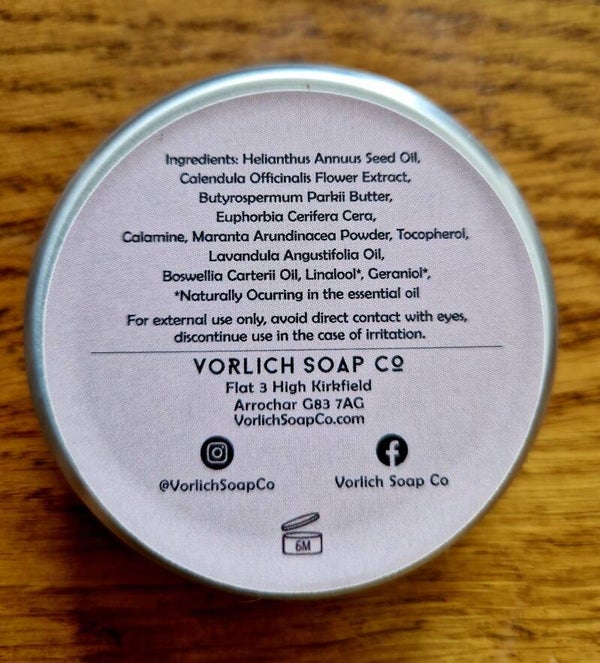 Ingredients: Helianthus Annuus Seed Oil,
Calendula Officinalis Flower Extract,
Butyrospermum Parkii Butter,
Euphorbia Cerifera Cera,
Calamine, Maranta Arundinacea Powder, Tocopherol,
Lavandula Angustifolia Oil,
Boswellia Carterii Oil, Linalool*, Geraniol*,
*Naturally Ocurring in the essential oil
For external use only, avoid direct contact with eyes,
discontinue use in the case of irritation.
VORLICH SOAP CO
Flat 3 High Kirkfield
Arrochar G83 7AG
VorlichSoapCo.com
@VorlichSoapCo
Vorlich Soap Co
6M